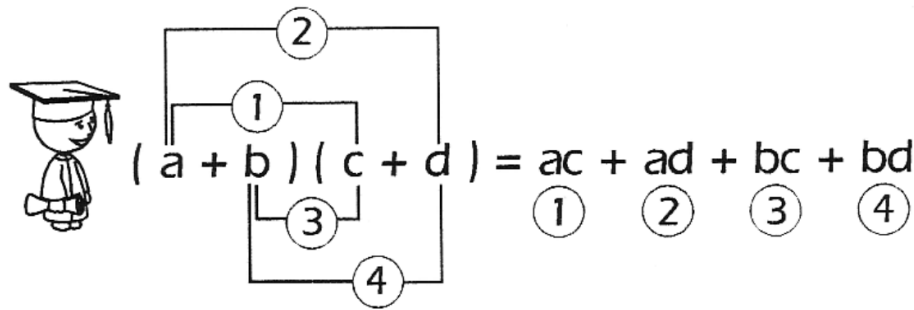 ②
①
( a + b ) ( c + d ) = ac + ad + bc + bd
① ② ③ ④
③
④